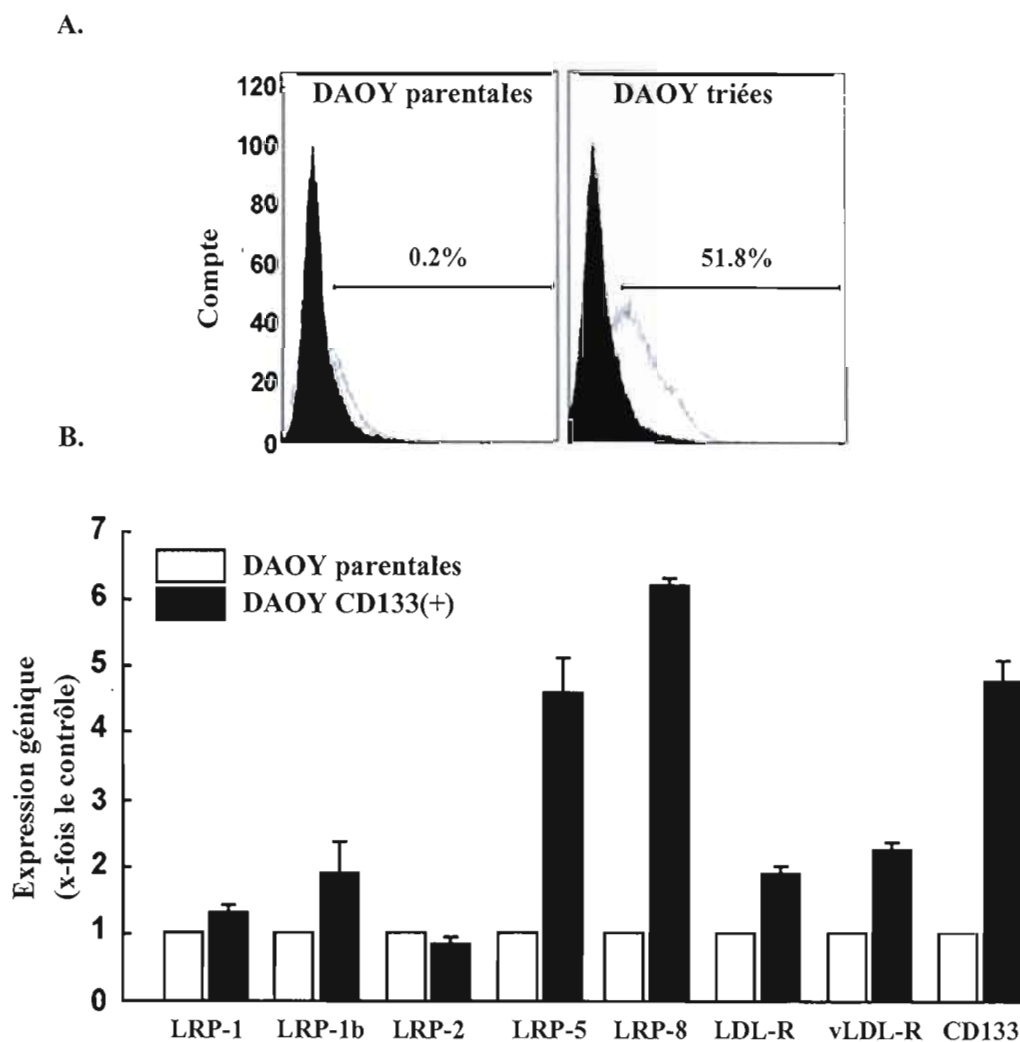 A.
DAOY parentales
DAOY triées
120
100
80
60
40
20
0
Compte
0.2%
51.8%
B.
7
6
5
4
3
2
1
0
Expression génique
(x-fois le contrôle)
DAOY parentales
DAOY CD133(+)
LRP-1 LRP-1b LRP-2 LRP-5 LRP-8 LDL-R vLDL-R CD133